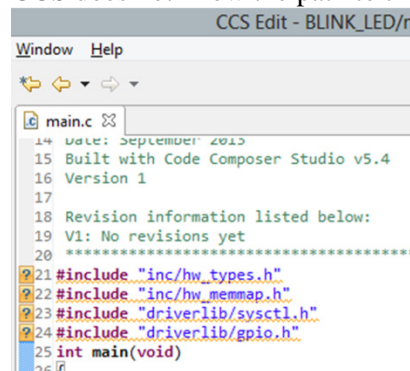 CCS Edit - BLINK_LED/
Window Help
main.c
14 Date: September 2013
15 Built with Code Composer Studio v5.4
16 Version 1
17
18 Revision information listed below:
19 V1: No revisions yet
20 ***************************************
21 #include "inc/hw_types.h"
22 #include "inc/hw_memmap.h"
23 #include "driverlib/sysctl.h"
24 #include "driverlib/gpio.h"
25 int main(void)
26 {